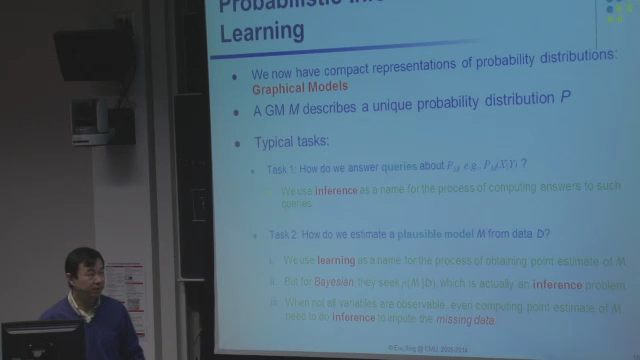 Probabilistic
Learning
• We now have compact representations of probability distributions:
Graphical Models
• A GM M describes a unique probability distribution P
• Typical tasks:
• Task 1: How do we answer queries about P_M, e.g., P_M(X|Y) ?
• We use inference as a name for the process of computing answers to such
queries
• Task 2: How do we estimate a plausible model M from data D?
i. We use learning as a name for the process of obtaining point estimate of M.
ii. But for Bayesian, they seek p(M|D), which is actually an inference problem.
iii. When not all variables are observable, even computing point estimate of M
need to do inference to impute the missing data.
© Eric Xing @ CMU, 2005-2014